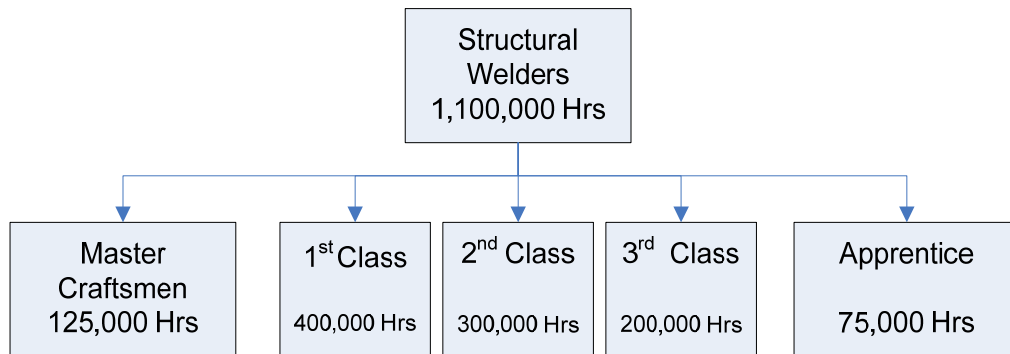 Structural
Welders
1,100,000 Hrs
Master
Craftsmen
125,000 Hrs
1st Class
400,000 Hrs
2nd Class
300,000 Hrs
3rd Class
200,000 Hrs
Apprentice
75,000 Hrs